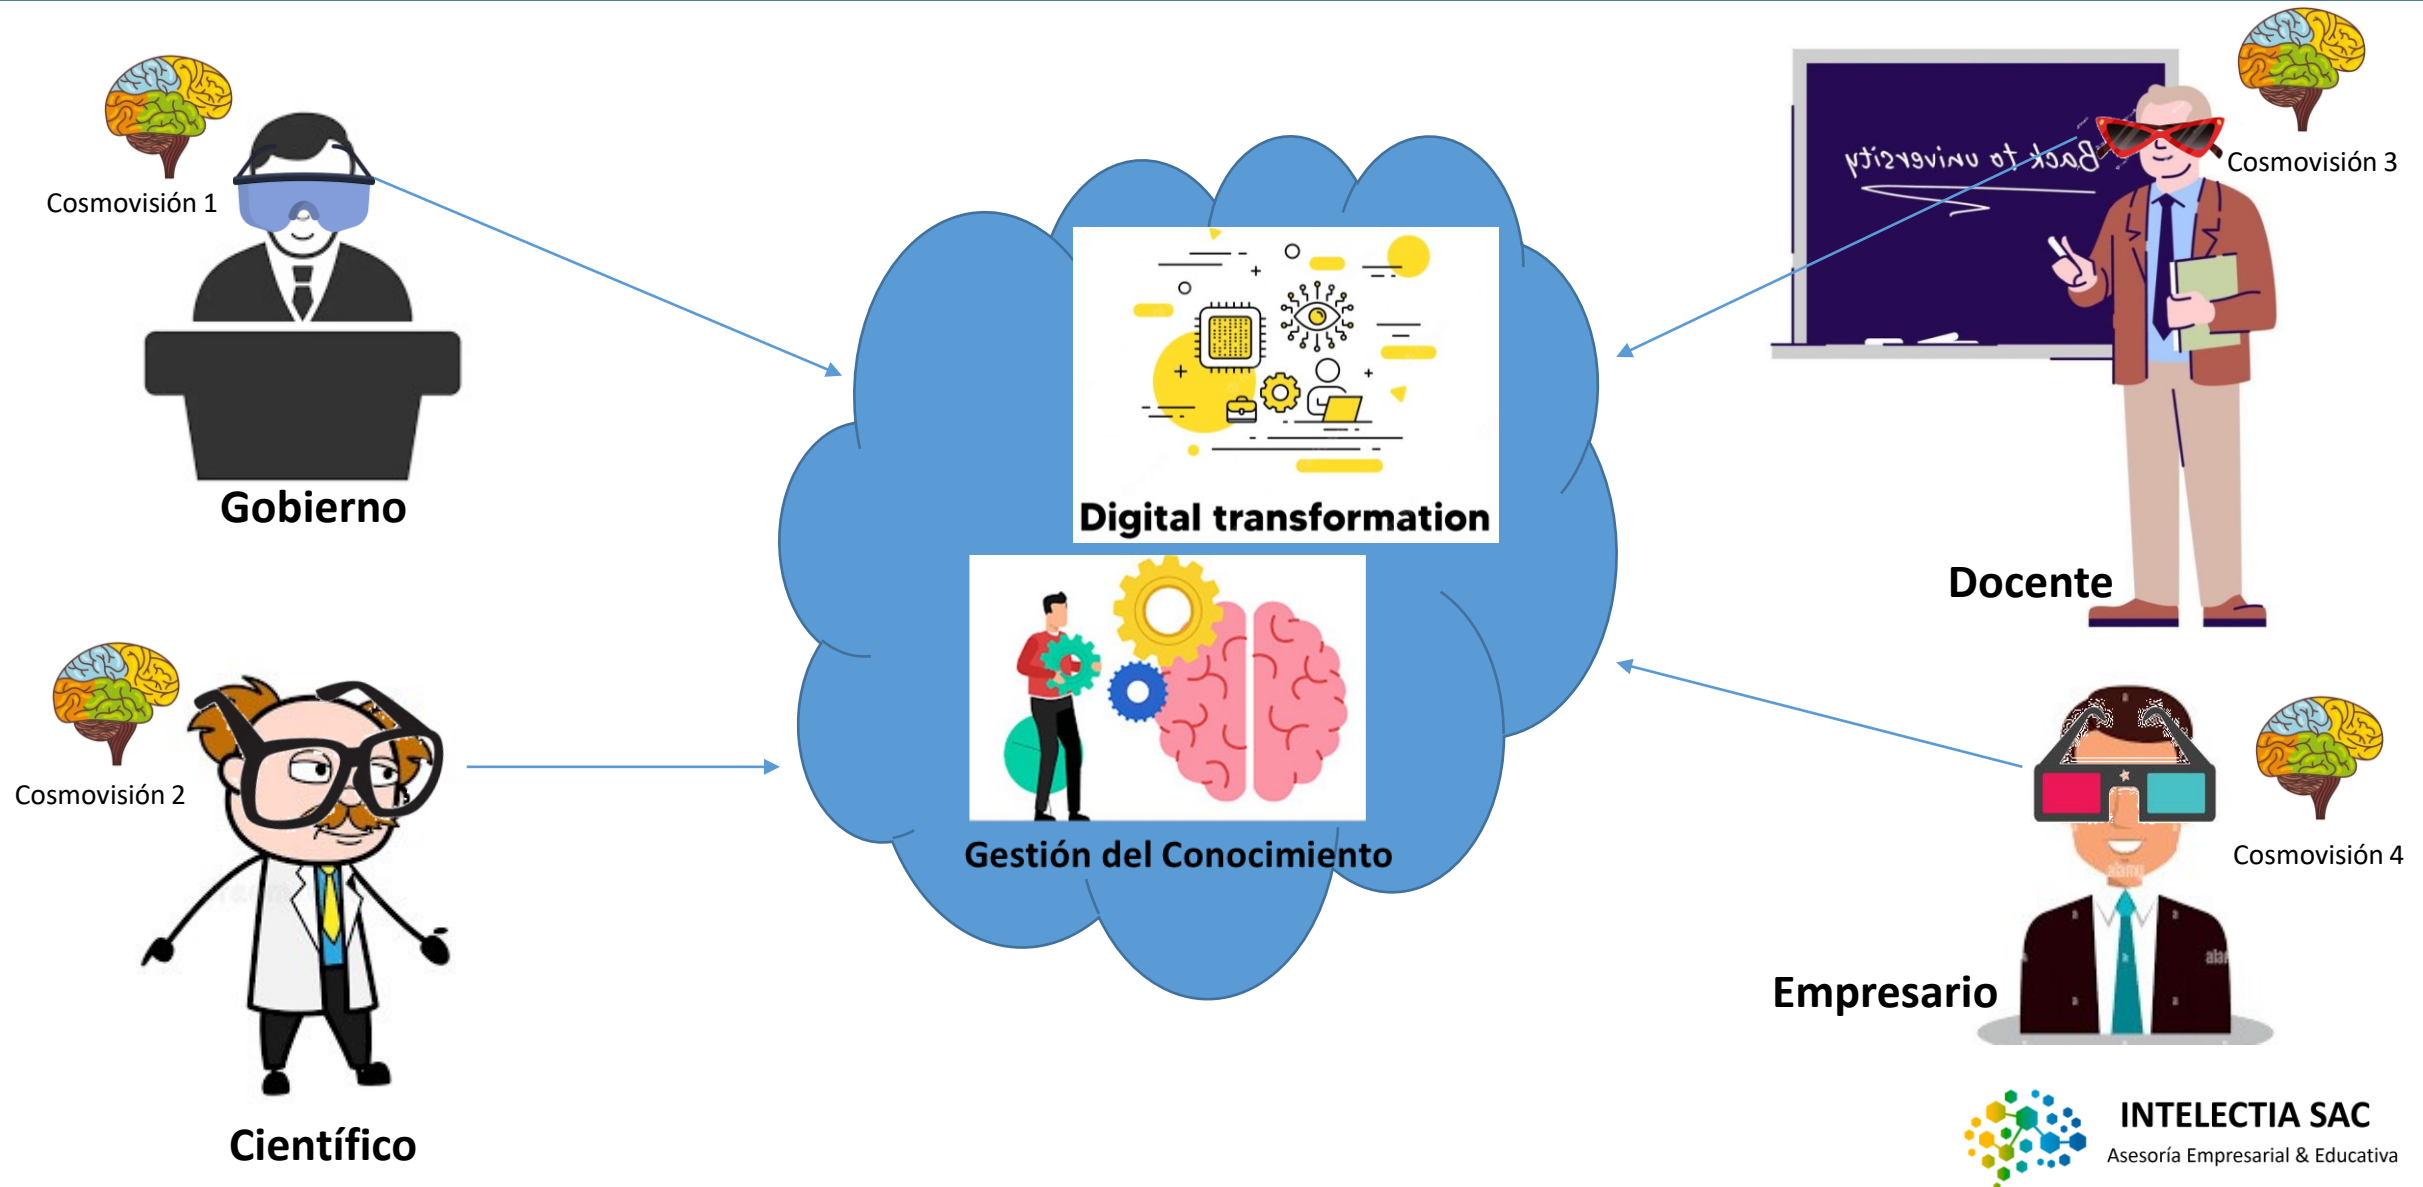 Cosmovisión 1
Gobierno
Cosmovisión 2
Científico
Digital transformation
Gestión del Conocimiento
Back to university
Cosmovisión 3
Docente
Cosmovisión 4
alamy
Empresario
INTELECTIA SAC
Asesoría Empresarial & Educativa